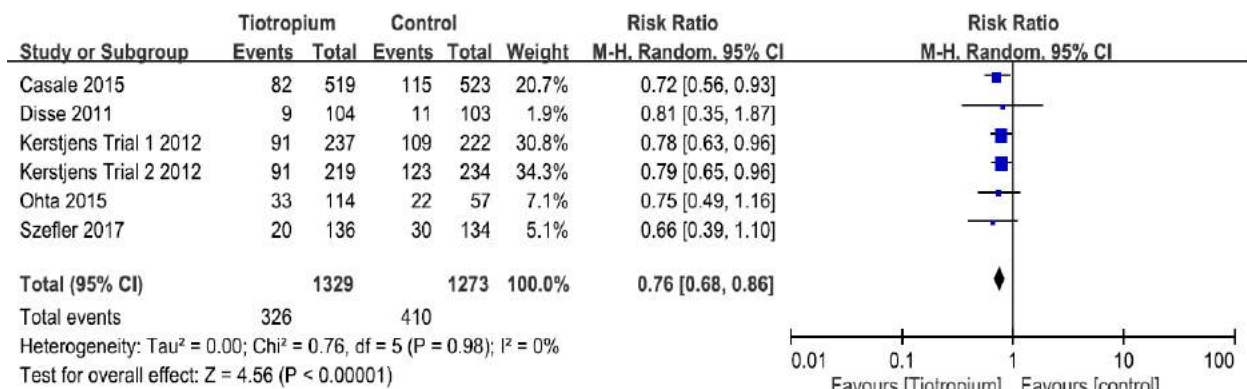 Tiotropium Control Risk Ratio Risk Ratio
Study or Subgroup Events Total Events Total Weight M-H. Random. 95% CI M-H. Random. 95% CI
Casale 2015 82 519 115 523 20.7% 0.72 [0.56, 0.93]
Disse 2011 9 104 11 103 1.9% 0.81 [0.35, 1.87]
Kerstjens Trial 1 2012 91 237 109 222 30.8% 0.78 [0.63, 0.96]
Kerstjens Trial 2 2012 91 219 123 234 34.3% 0.79 [0.65, 0.96]
Ohta 2015 33 114 22 57 7.1% 0.75 [0.49, 1.16]
Szefler 2017 20 136 30 134 5.1% 0.66 [0.39, 1.10]
Total (95% CI) 1329 1273 100.0% 0.76 [0.68, 0.86]
Total events 326 410
Heterogeneity: Tau² = 0.00; Chi² = 0.76, df = 5 (P = 0.98); I² = 0%
Test for overall effect: Z = 4.56 (P < 0.00001)
0.01 0.1 1 10 100
Favours [Tiotropium] Favours [control]